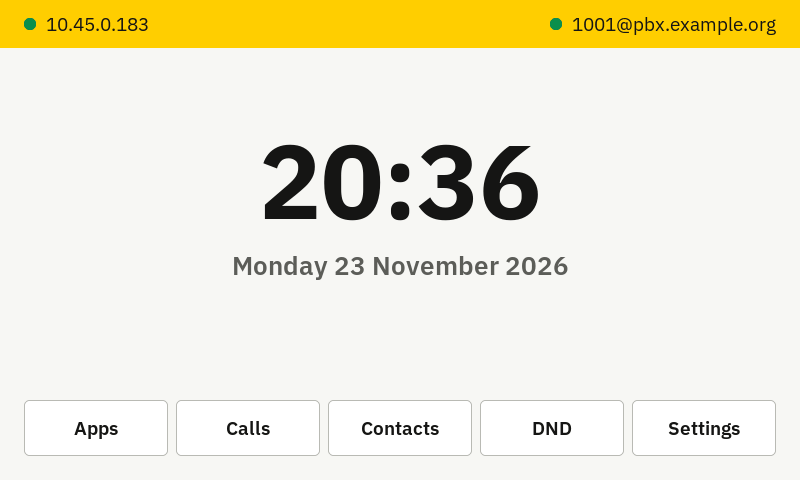 10.45.0.183 1001@pbx.example.org
20:36
Monday 23 November 2026
Apps Calls Contacts DND Settings